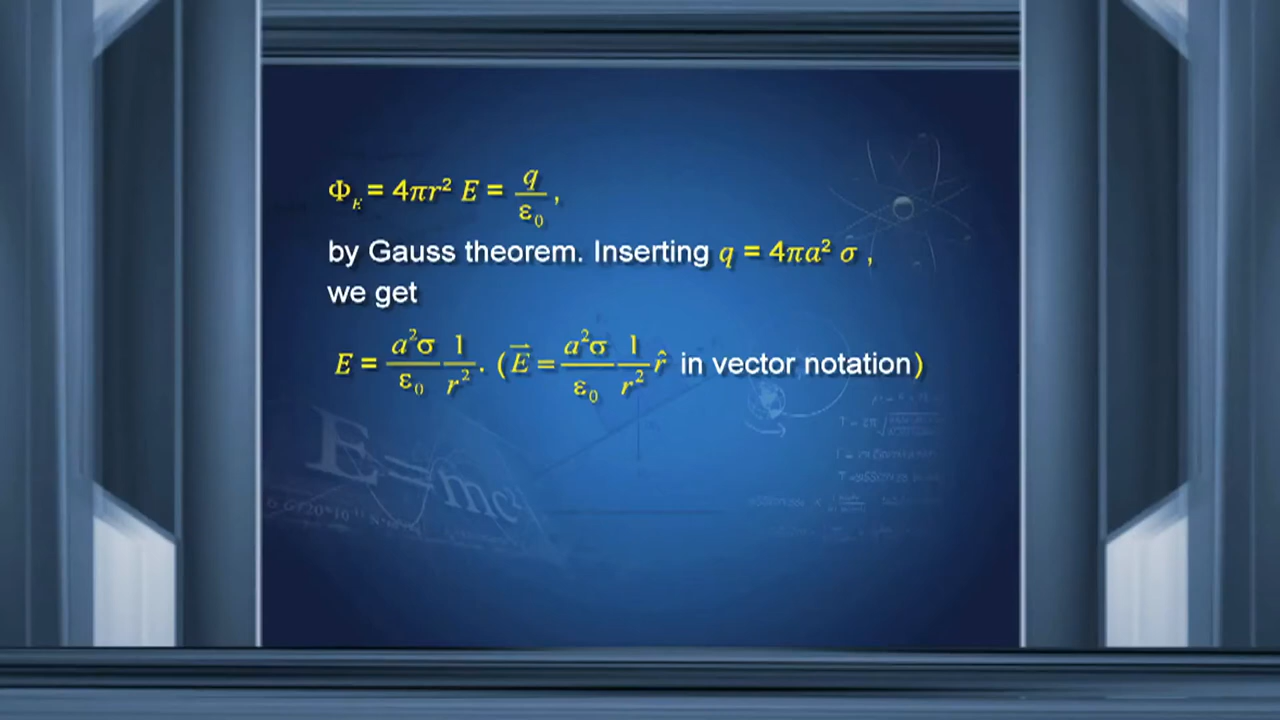 Φ_E = 4πr² E = q/ε₀ ,
by Gauss theorem. Inserting q = 4πa² σ ,
we get
E = a²σ/ε₀ 1/r² . (E⃗ = a²σ/ε₀ 1/r² r̂ in vector notation)
E=mc²